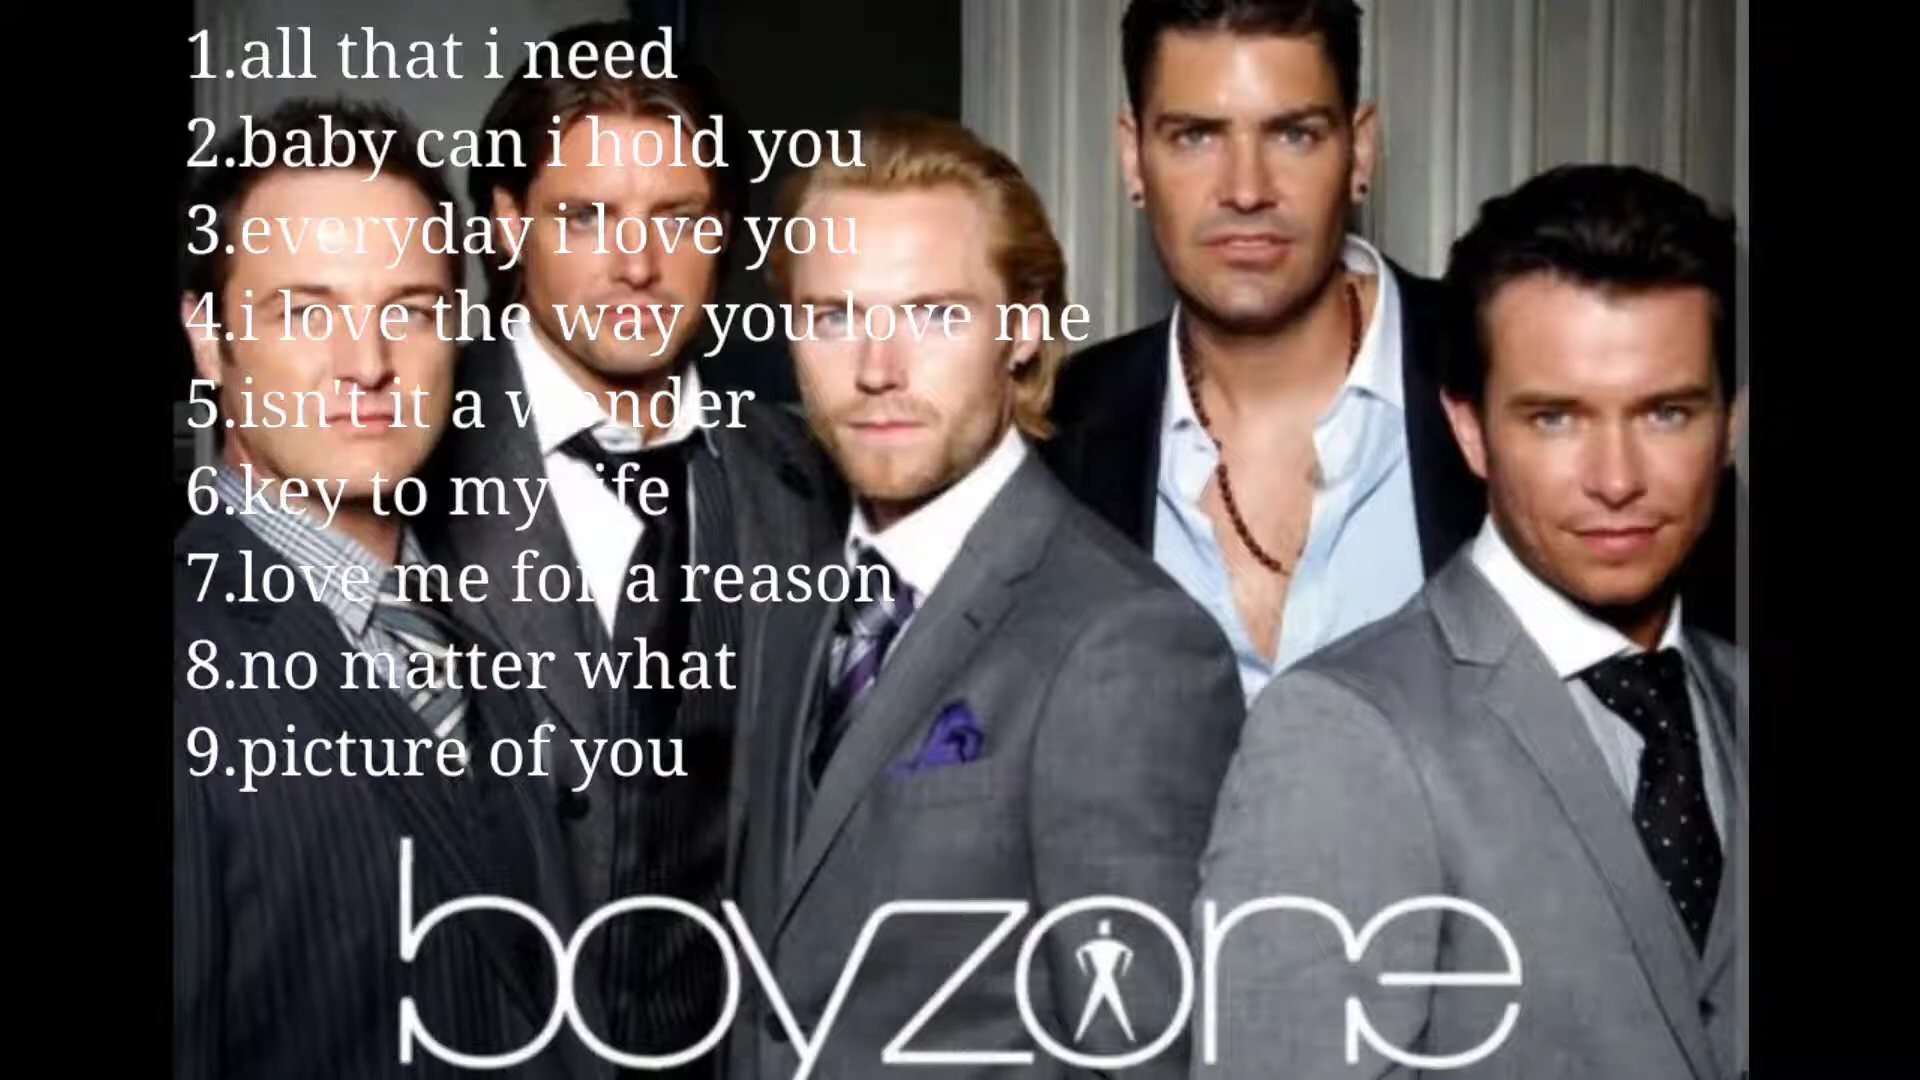 1.all that i need
2.baby can i hold you
3.everyday i love you
4.i love the way you love me
5.isn't it a wonder
6.key to my life
7.love me for a reason
8.no matter what
9.picture of you
boyzone